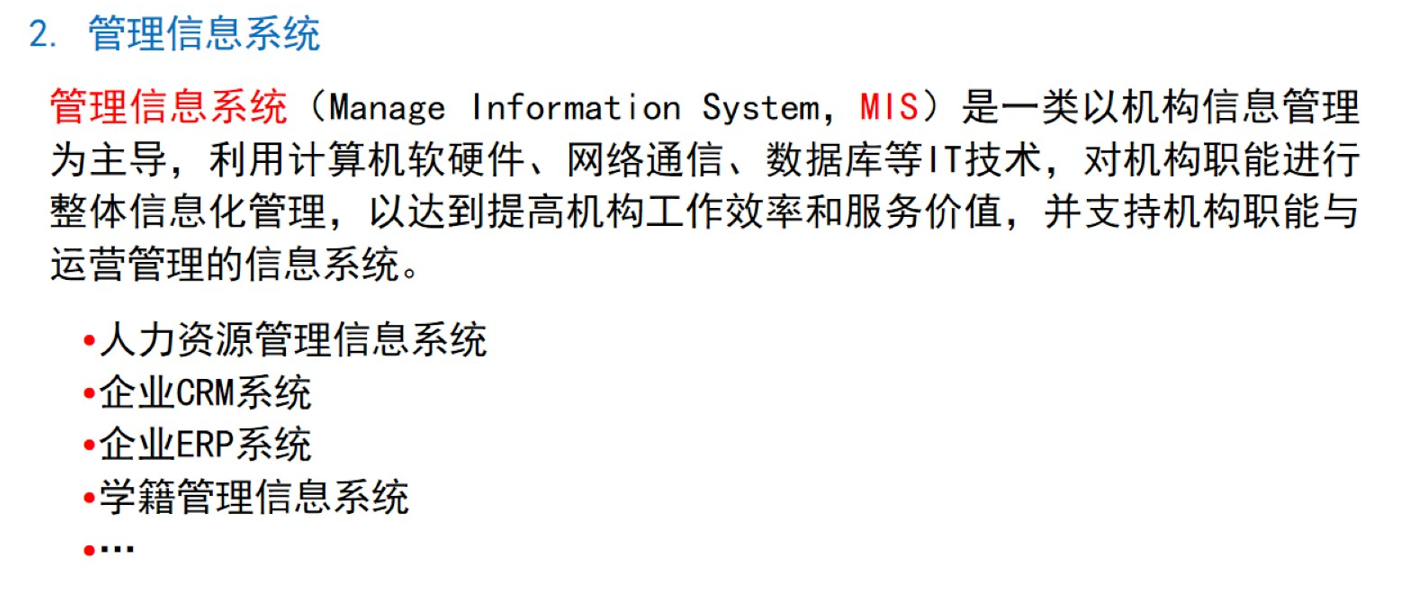 2. 管理信息系统
管理信息系统（Manage Information System，MIS）是一类以机构信息管理
为主导，利用计算机软硬件、网络通信、数据库等IT技术，对机构职能进行
整体信息化管理，以达到提高机构工作效率和服务价值，并支持机构职能与
运营管理的信息系统。
•人力资源管理信息系统
•企业CRM系统
•企业ERP系统
•学籍管理信息系统
•…